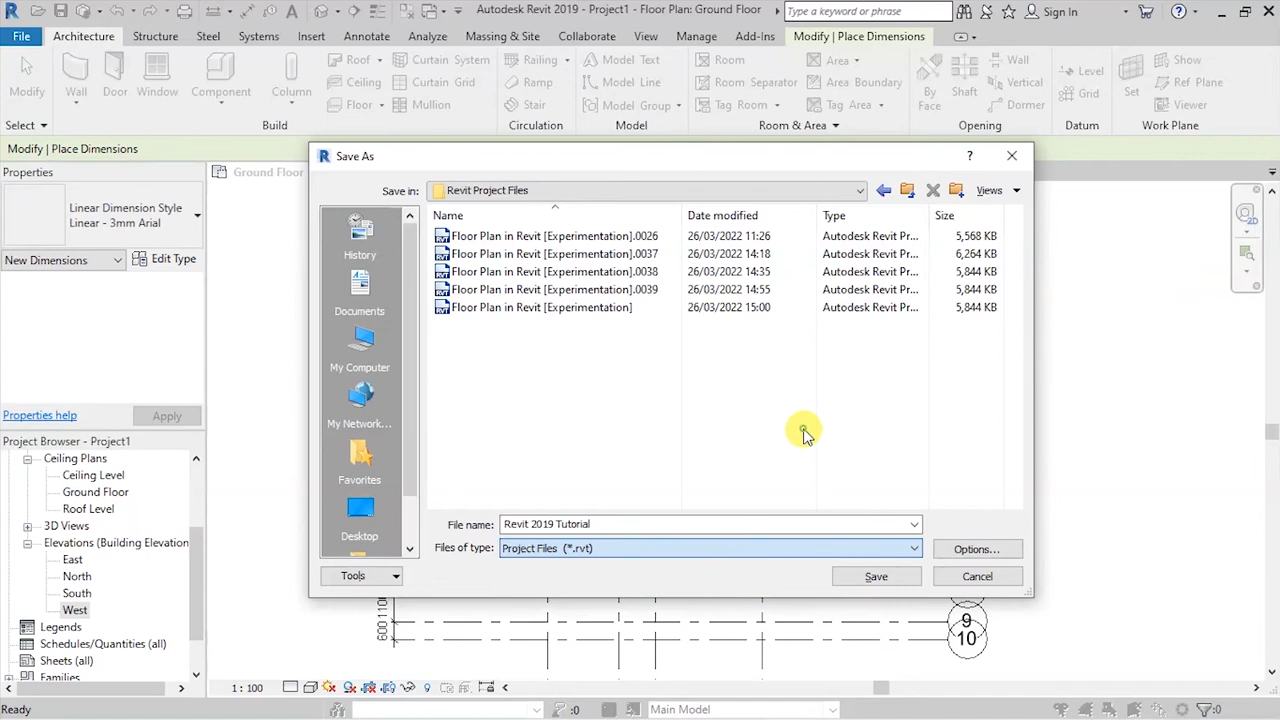 Autodesk Revit 2019 - Project1 - Floor Plan: Ground Floor
Type a keyword or phrase
Sign In
File
Architecture
Structure
Steel
Systems
Insert
Annotate
Analyze
Massing & Site
Collaborate
View
Manage
Add-Ins
Modify | Place Dimensions
Modify
Wall
Door
Window
Component
Column
Roof
Ceiling
Floor
Curtain System
Curtain Grid
Mullion
Railing
Ramp
Stair
Model Text
Model Line
Model Group
Room
Room Separator
Tag Room
Area
Area Boundary
Tag Area
By Face
Shaft
Wall
Vertical
Dormer
Level
Grid
Set
Show
Ref Plane
Viewer
Select
Build
Circulation
Model
Room & Area
Opening
Datum
Work Plane
Modify | Place Dimensions
Properties
Ground Floor
Linear Dimension Style
Linear - 3mm Arial
New Dimensions
Edit Type
Properties help
Apply
Project Browser - Project1
Ceiling Plans
Ceiling Level
Ground Floor
Roof Level
3D Views
Elevations (Building Elevation
East
North
South
West
Legends
Schedules/Quantities (all)
Sheets (all)
Families
Save As
?
Save in:
Revit Project Files
Views
Name
Date modified
Type
Size
Floor Plan in Revit [Experimentation].0026 26/03/2022 11:26 Autodesk Revit Pr... 5,568 KB
Floor Plan in Revit [Experimentation].0037 26/03/2022 14:18 Autodesk Revit Pr... 6,264 KB
Floor Plan in Revit [Experimentation].0038 26/03/2022 14:35 Autodesk Revit Pr... 5,844 KB
Floor Plan in Revit [Experimentation].0039 26/03/2022 14:55 Autodesk Revit Pr... 5,844 KB
Floor Plan in Revit [Experimentation] 26/03/2022 15:00 Autodesk Revit Pr... 5,844 KB
History
Documents
My Computer
My Network...
Favorites
Desktop
File name:
Revit 2019 Tutorial
Files of type:
Project Files (*.rvt)
Options...
Tools
Save
Cancel
2D
600
9
10
1 : 100
Ready
:0
Main Model
:0